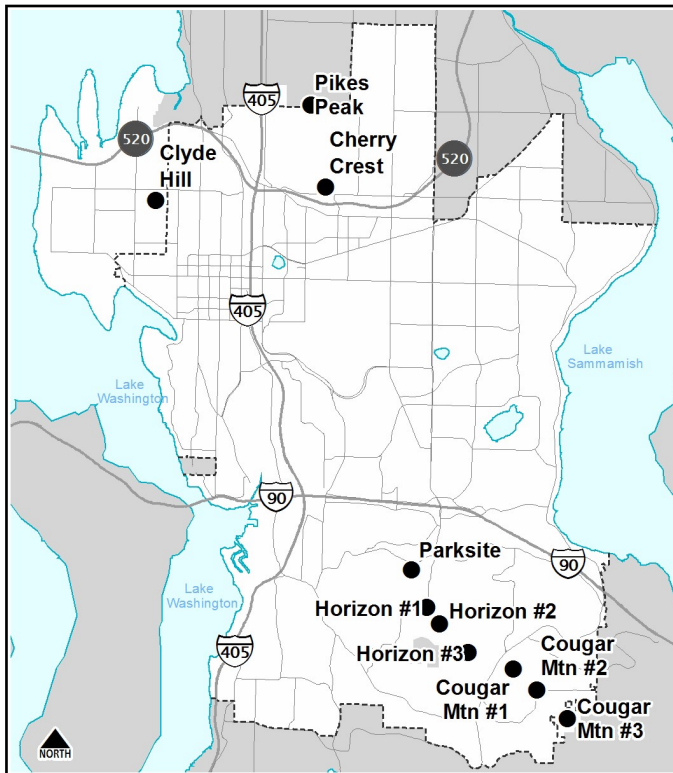 405
Pikes
Peak
520
Clyde
Hill
Cherry
Crest
520
405
Lake
Sammamish
Lake
Washington
90
Parksite
90
Lake
Washington
Horizon #1
Horizon #2
405
Horizon #3
Cougar
Mtn #2
Cougar
Mtn #1
Cougar
Mtn #3
NORTH